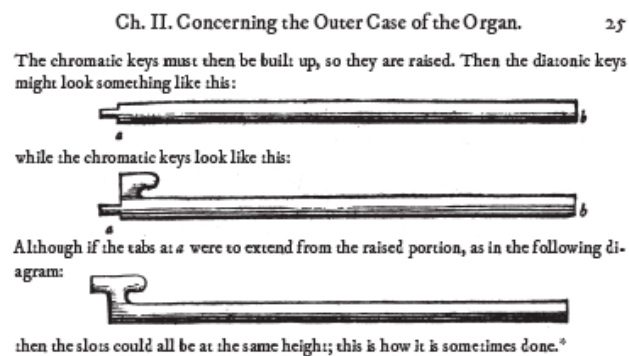 Ch. II. Concerning the Outer Case of the Organ. 25
The chromatic keys must then be built up, so they are raised. Then the diatonic keys
might look something like this:
b
a
while the chromatic keys look like this:
b
a
Although if the tabs at a were to extend from the raised portion, as in the following di-
agram:
then the slots could all be at the same height; this is how it is sometimes done.*